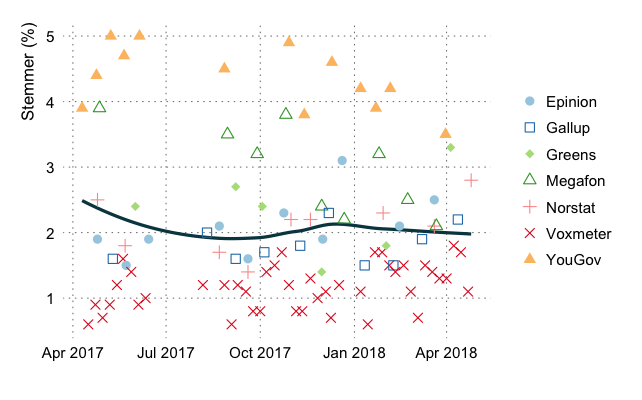 Stemmer (%)
5
4
3
2
1
Apr 2017
Jul 2017
Oct 2017
Jan 2018
Apr 2018
Epinion
Gallup
Greens
Megafon
Norstat
Voxmeter
YouGov